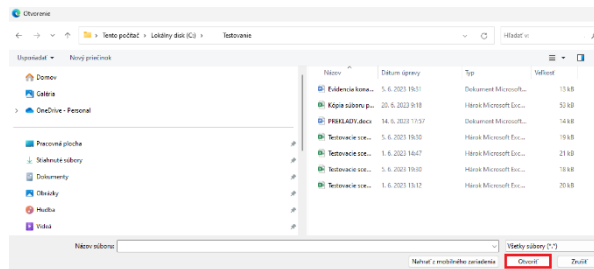 Otvorenie
Tento počítač > Lokálny disk (C:) > Testovanie
Hľadať v:
Usporiadať Nový priečinok
Názov Dátum úpravy Typ Veľkosť
Domov
Galéria
OneDrive - Personal
Pracovná plocha
Stiahnuté súbory
Dokumenty
Obrázky
Hudba
Videá
Evidencia kona... 5. 6. 2023 19:31 Dokument Microsoft... 15 kB
Kópia súboru p... 20. 6. 2023 9:18 Hárok Microsoft Exc... 53 kB
PREKLADY.docx 14. 6. 2023 17:57 Dokument Microsoft... 14 kB
Testovacie sce... 5. 6. 2023 19:30 Hárok Microsoft Exc... 19 kB
Testovacie sce... 1. 6. 2023 14:47 Hárok Microsoft Exc... 21 kB
Testovacie sce... 5. 6. 2023 19:30 Hárok Microsoft Exc... 18 kB
Testovacie sce... 1. 6. 2023 15:12 Hárok Microsoft Exc... 20 kB
Názov súboru: Všetky súbory (*.*)
Nahrať z mobilného zariadenia Otvoriť Zrušiť